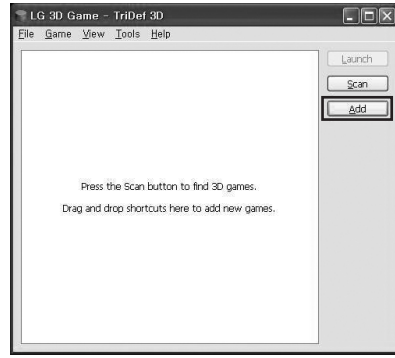 LG 3D Game - TriDef 3D
File Game View Tools Help
Launch
Scan
Add
Press the Scan button to find 3D games.
Drag and drop shortcuts here to add new games.